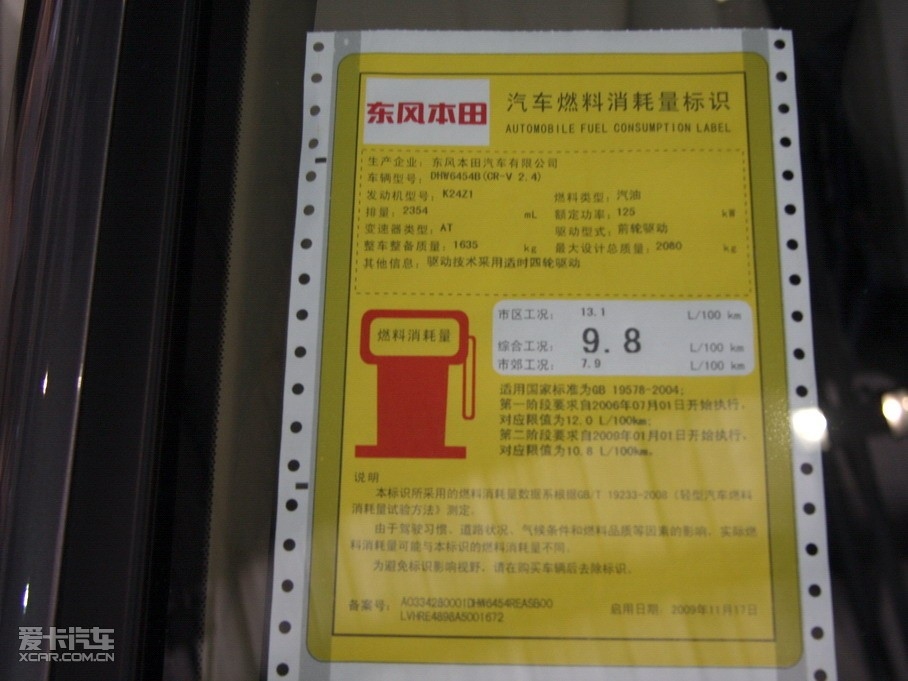 东风本田
汽车燃料消耗量标识
AUTOMOBILE FUEL CONSUMPTION LABEL
生产企业: 东风本田汽车有限公司
车辆型号: DHW6454B(CR-V 2.4)
发动机型号: K24Z1 燃料类型: 汽油
排量: 2354 mL 额定功率: 125 kW
变速器类型: AT 驱动型式: 前轮驱动
整车整备质量: 1635 kg 最大设计总质量: 2080 kg
其他信息: 驱动技术采用适时四轮驱动
燃料消耗量
市区工况: 13.1 L/100 km
综合工况: 9.8 L/100 km
市郊工况: 7.9 L/100 km
适用国家标准为GB 19578-2004;
第一阶段要求自2006年07月01日开始执行,
对应限值为12.0 L/100km;
第二阶段要求自2009年01月01日开始执行,
对应限值为10.8 L/100km。
说明
本标识所采用的燃料消耗量数据系根据GB/T 19233-2008《轻型汽车燃料
消耗量试验方法》测定。
由于驾驶习惯、道路状况、气候条件和燃料品质等因素的影响,实际燃
料消耗量可能与本标识的燃料消耗量不同。
为避免标识影响视野,请在购买车辆后去除标识。
备案号: A0334280001DHW6454REASB00
LVHRE4898A5001672
启用日期: 2009年11月17日
爱卡汽车
XCAR.COM.CN